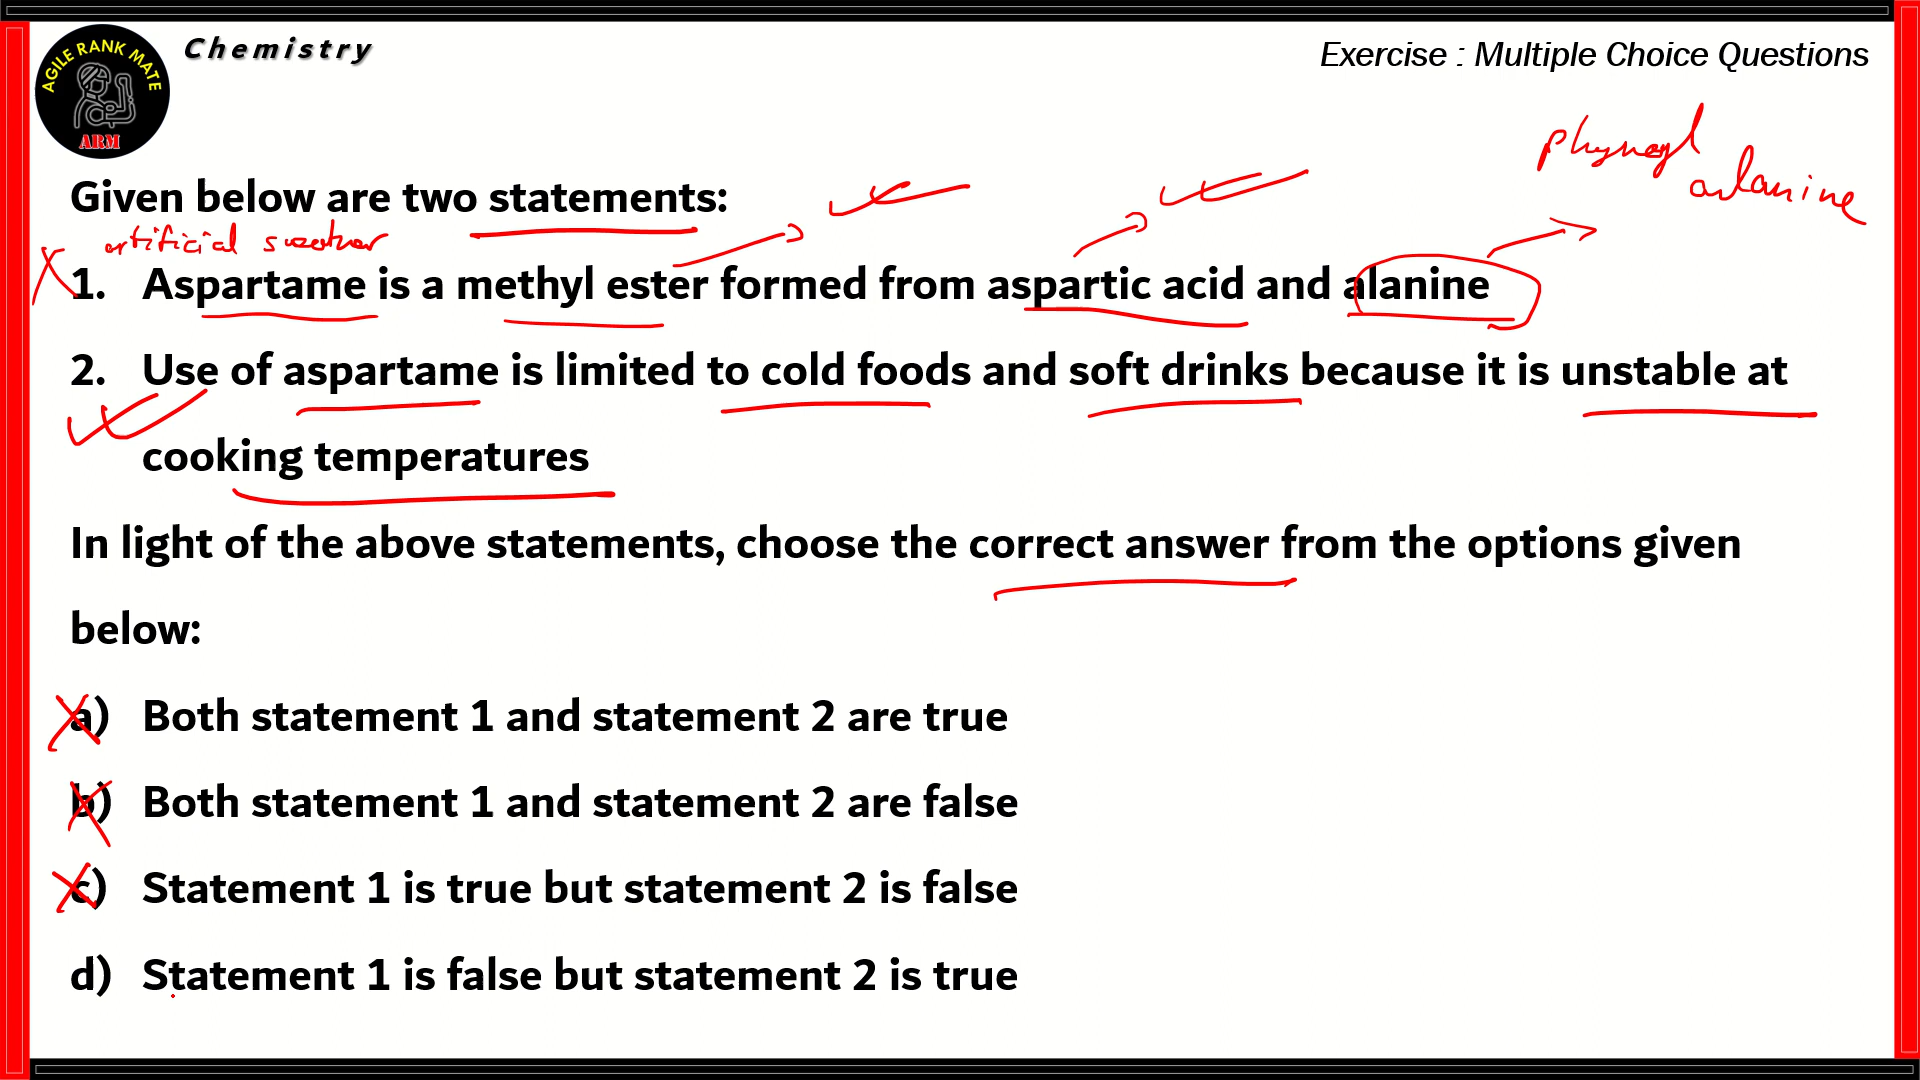 AGILE RANK MATE
ARM
Chemistry
Exercise : Multiple Choice Questions
phynayl
alanine
Given below are two statements:
artificial
1. Aspartame is a methyl ester formed from aspartic acid and alanine
2. Use of aspartame is limited to cold foods and soft drinks because it is unstable at
cooking temperatures
In light of the above statements, choose the correct answer from the options given
below:
a) Both statement 1 and statement 2 are true
b) Both statement 1 and statement 2 are false
c) Statement 1 is true but statement 2 is false
d) Statement 1 is false but statement 2 is true